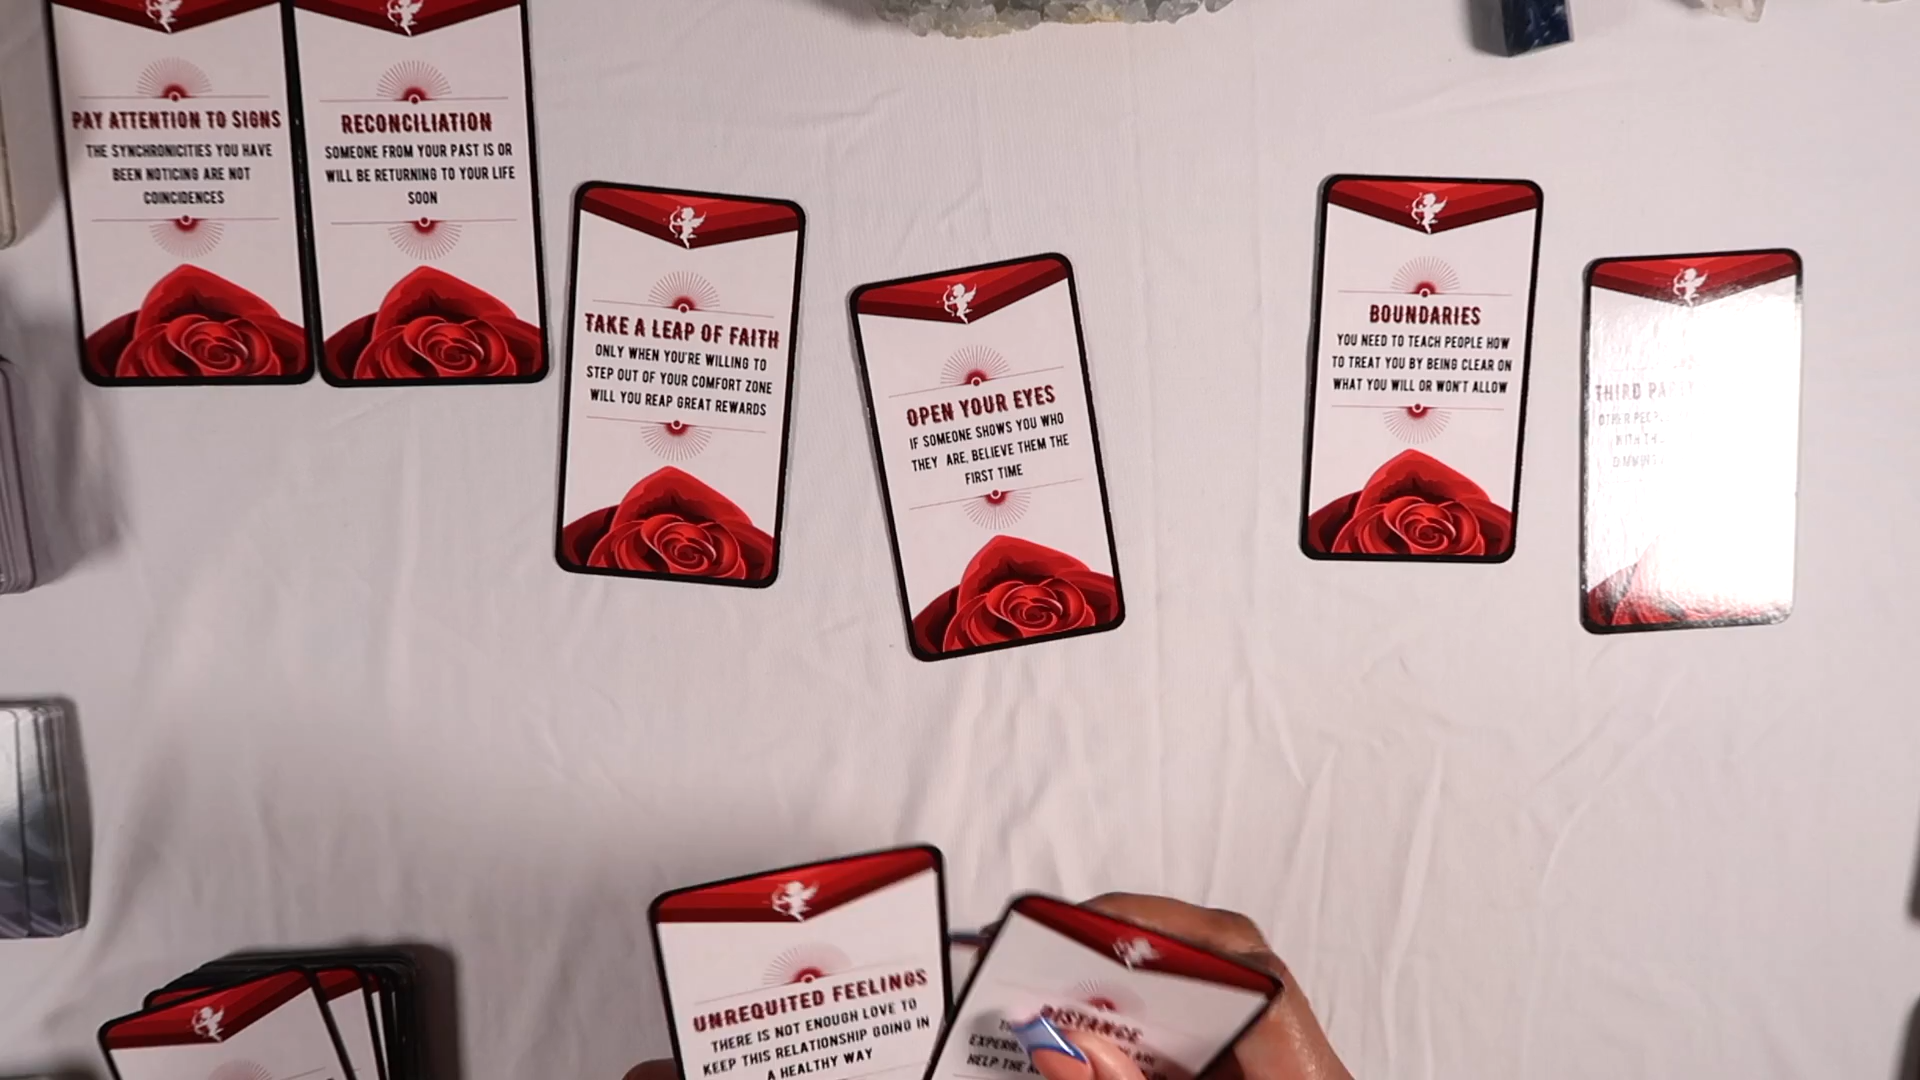 PAY ATTENTION TO SIGNS
THE SYNCHRONICITIES YOU HAVE
BEEN NOTICING ARE NOT
COINCIDENCES
RECONCILIATION
SOMEONE FROM YOUR PAST IS OR
WILL BE RETURNING TO YOUR LIFE
SOON
TAKE A LEAP OF FAITH
ONLY WHEN YOU'RE WILLING TO
STEP OUT OF YOUR COMFORT ZONE
WILL YOU REAP GREAT REWARDS
OPEN YOUR EYES
IF SOMEONE SHOWS YOU WHO
THEY ARE, BELIEVE THEM THE
FIRST TIME
BOUNDARIES
YOU NEED TO TEACH PEOPLE HOW
TO TREAT YOU BY BEING CLEAR ON
WHAT YOU WILL OR WON'T ALLOW
THIRD
OTHER
UNREQUITED FEELINGS
THERE IS NOT ENOUGH LOVE TO
KEEP THIS RELATIONSHIP GOING IN
A HEALTHY WAY
DISTANCE
HELP THE